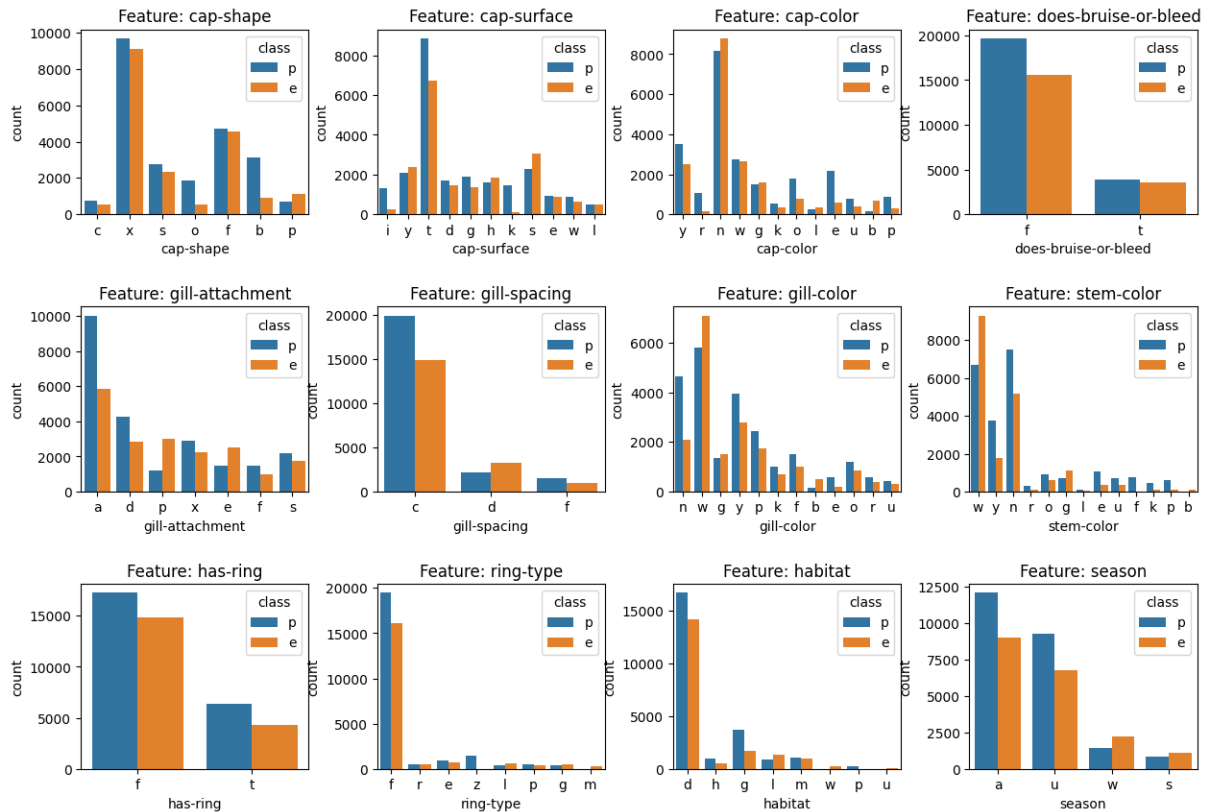 Feature: cap-shape
10000
8000
6000
4000
2000
0
count
class
p
e
c x s o f b p
cap-shape
Feature: cap-surface
8000
6000
4000
2000
0
count
class
p
e
i y t d g h k s e w l
cap-surface
Feature: cap-color
8000
6000
4000
2000
0
count
class
p
e
y r n w g k o l e u b p
cap-color
Feature: does-bruise-or-bleed
20000
15000
10000
5000
0
count
class
p
e
f t
does-bruise-or-bleed
Feature: gill-attachment
10000
8000
6000
4000
2000
0
count
class
p
e
a d p x e f s
gill-attachment
Feature: gill-spacing
20000
15000
10000
5000
0
count
class
p
e
c d f
gill-spacing
Feature: gill-color
6000
4000
2000
0
count
class
p
e
n w g y p k f b e o r u
gill-color
Feature: stem-color
8000
6000
4000
2000
0
count
class
p
e
w y n r o g l e u f k p b
stem-color
Feature: has-ring
15000
10000
5000
0
count
class
p
e
f t
has-ring
Feature: ring-type
20000
15000
10000
5000
0
count
class
p
e
f r e z l p g m
ring-type
Feature: habitat
15000
10000
5000
0
count
class
p
e
d h g l m w p u
habitat
Feature: season
12500
10000
7500
5000
2500
0
count
class
p
e
a u w s
season